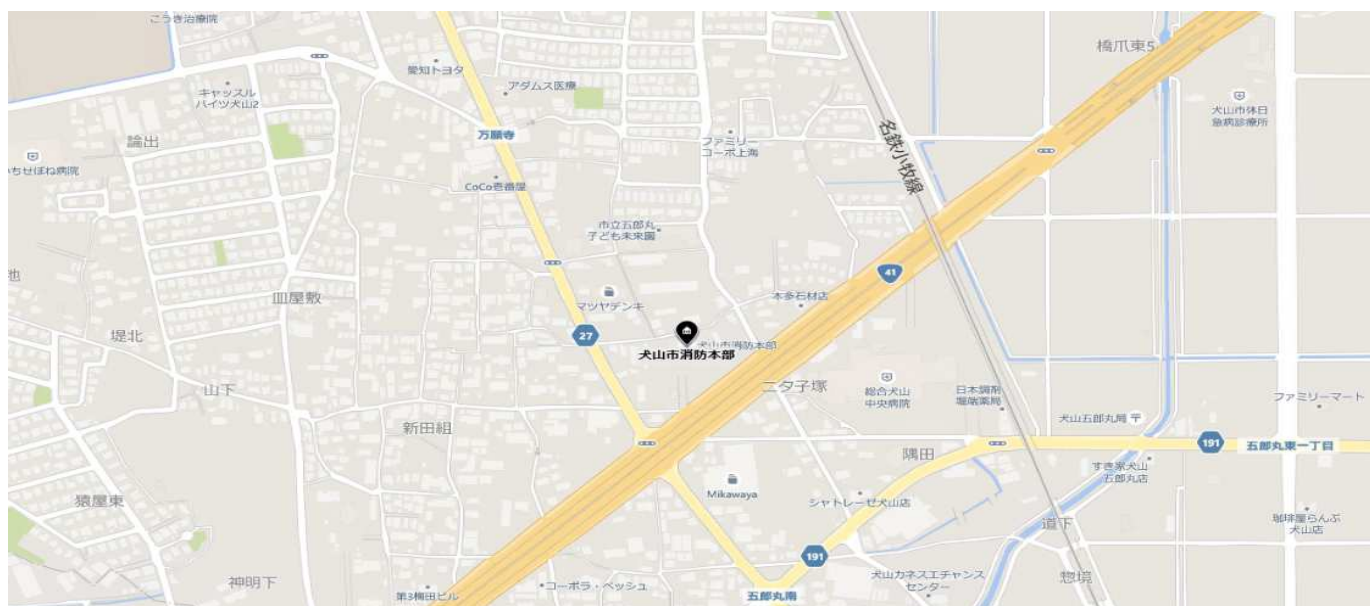 こうき治療院
橋爪東5
愛知トヨタ
アダムス医療
キャッスル
ハイツ犬山2
犬山市休日
急病診療所
論出
万願寺
ファミリー
コーポ上海
名鉄小牧線
ちせぼね病院
CoCo壱番屋
市立五郎丸
子ども未来園
池
41
皿屋敷
マツヤデンキ
本多石材店
堤北
27
犬山市消防本部
犬山市消防本部
山下
二タ子塚
総合犬山
中央病院
日本調剤
堀端薬局
ファミリーマート
新田組
犬山五郎丸局
191
五郎丸東一丁目
隅田
すき家犬山
五郎丸店
猿屋東
Mikawaya
シャトレーゼ犬山店
道下
珈琲屋らんぷ
犬山店
191
神明下
コーポラ・ベッシュ
犬山カネスエチャンス
センター
惣境
第3梅田ビル
五郎丸南